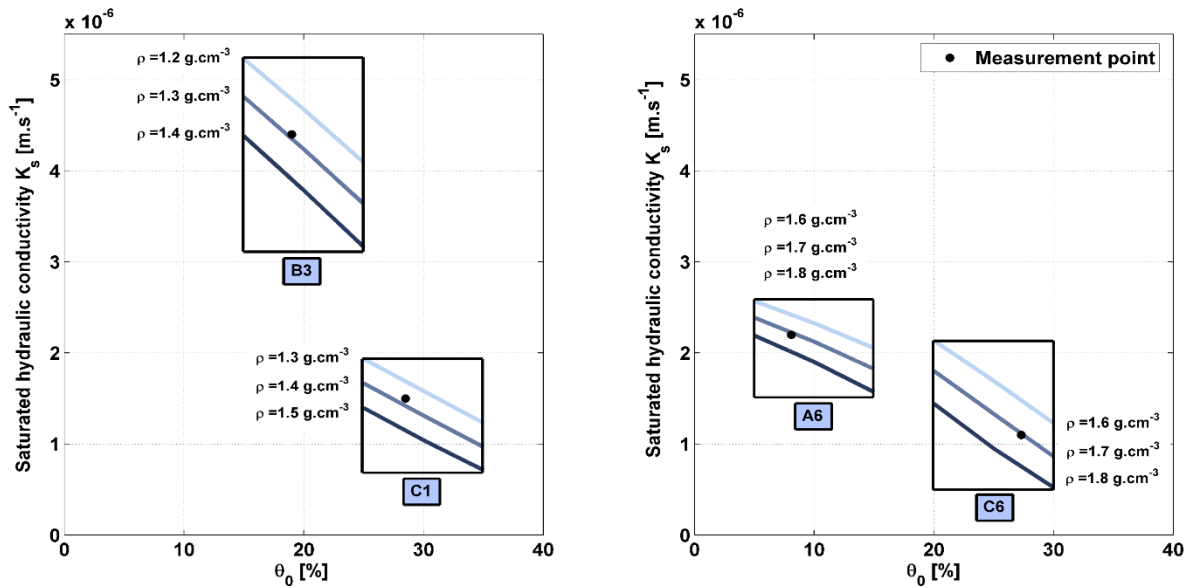 x 10⁻⁶
Saturated hydraulic conductivity Kₛ [m.s⁻¹]
5
4
3
2
1
0
ρ =1.2 g.cm⁻³
ρ =1.3 g.cm⁻³
ρ =1.4 g.cm⁻³
B3
ρ =1.3 g.cm⁻³
ρ =1.4 g.cm⁻³
ρ =1.5 g.cm⁻³
C1
0 10 20 30 40
θ₀ [%]
x 10⁻⁶
Saturated hydraulic conductivity Kₛ [m.s⁻¹]
5
4
3
2
1
0
Measurement point
ρ =1.6 g.cm⁻³
ρ =1.7 g.cm⁻³
ρ =1.8 g.cm⁻³
A6
ρ =1.6 g.cm⁻³
ρ =1.7 g.cm⁻³
ρ =1.8 g.cm⁻³
C6
0 10 20 30 40
θ₀ [%]